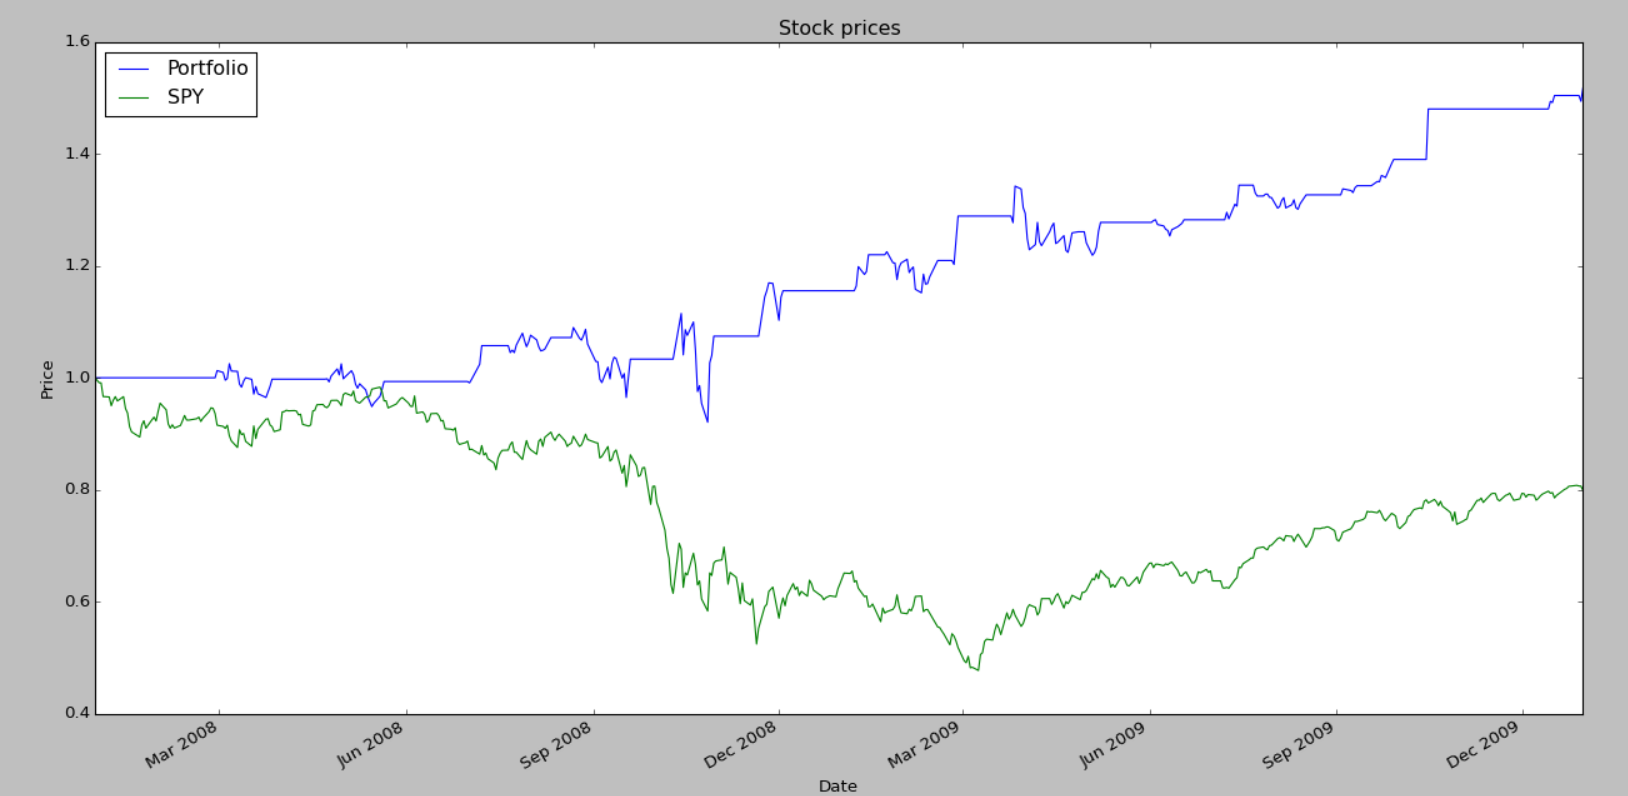 Stock prices
1.6
Portfolio
SPY
1.4
1.2
1.0
Price
0.8
0.6
0.4
Mar 2008
Jun 2008
Sep 2008
Dec 2008
Mar 2009
Jun 2009
Sep 2009
Dec 2009
Date